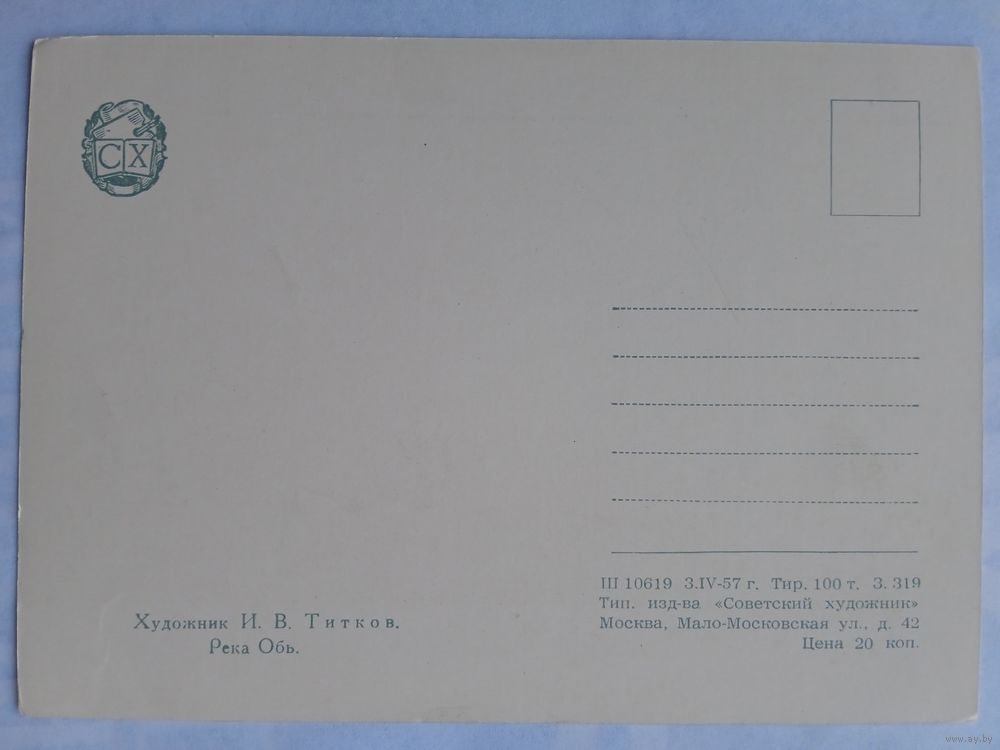 СХ
Художник И. В. Титков.
Река Обь.
Ш 10619 3.IV-57 г. Тир. 100 т. З. 319
Тип. изд-ва «Советский художник»
Москва, Мало-Московская ул., д. 42
Цена 20 коп.
www.ay.by